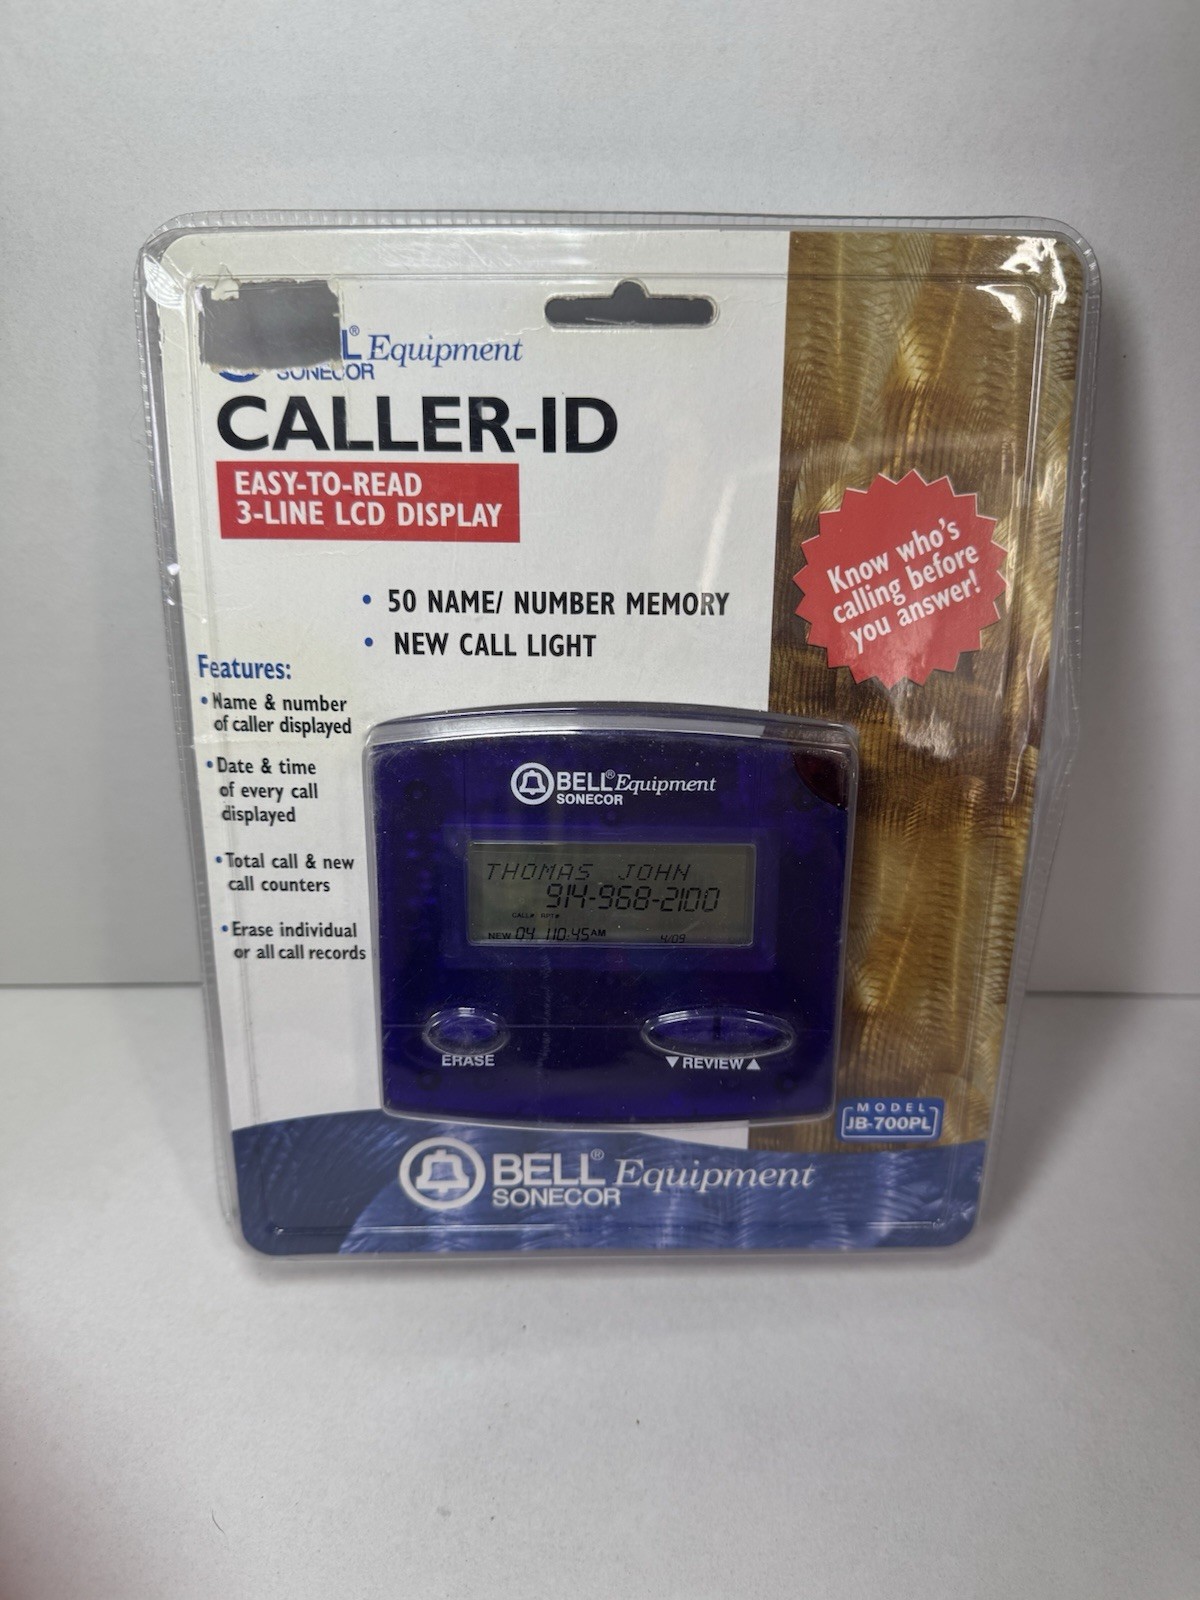 L® Equipment
SONECOR
CALLER-ID
EASY-TO-READ
3-LINE LCD DISPLAY
Know who's
calling before
you answer!
• 50 NAME/ NUMBER MEMORY
• NEW CALL LIGHT
Features:
• Name & number
of caller displayed
• Date & time
of every call
displayed
• Total call & new
call counters
• Erase individual
or all call records
BELL® Equipment
SONECOR
THOMAS JOHN
914-968-2100
CALL# RPT#
NEW 04 110:45AM 4/09
ERASE
▼ REVIEW ▲
MODEL
JB-700PL
BELL® Equipment
SONECOR